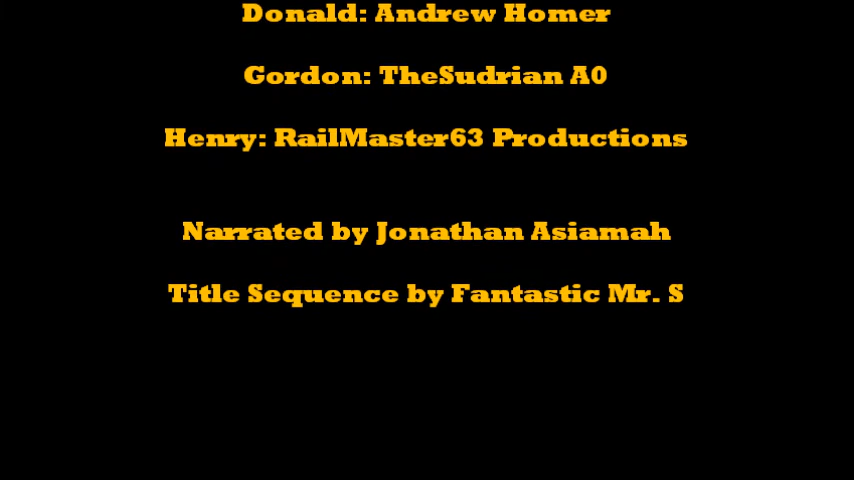 Donald: Andrew Homer
Gordon: TheSudrian A0
Henry: RailMaster63 Productions
Narrated by Jonathan Asiamah
Title Sequence by Fantastic Mr. S